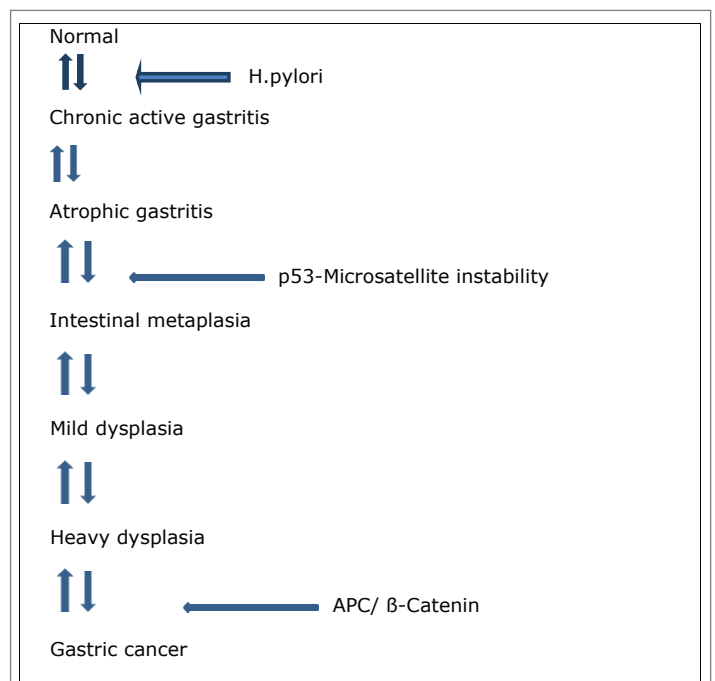 Normal
H.pylori
Chronic active gastritis
Atrophic gastritis
p53-Microsatellite instability
Intestinal metaplasia
Mild dysplasia
Heavy dysplasia
APC/ ß-Catenin
Gastric cancer